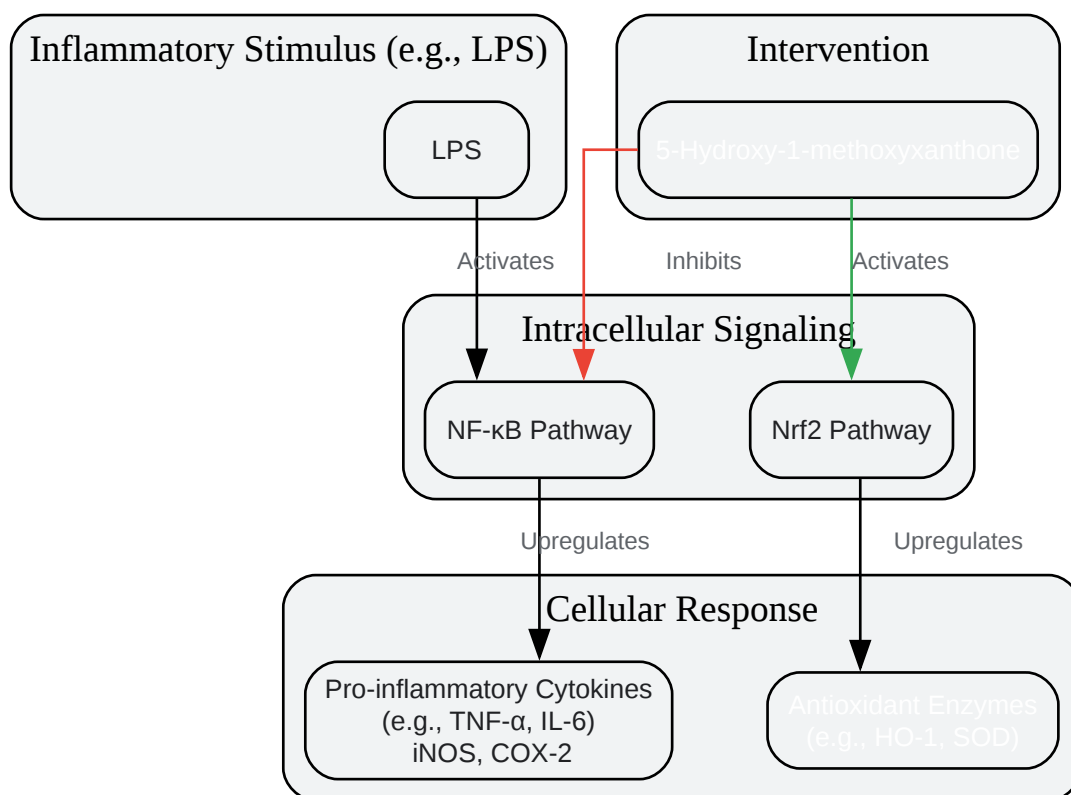 Inflammatory Stimulus (e.g., LPS)
Intervention
LPS
5-Hydroxy-1-methoxyxanthone
Activates
Inhibits
Activates
Intracellular Signaling
NF-κB Pathway
Nrf2 Pathway
Upregulates
Upregulates
Cellular Response
Pro-inflammatory Cytokines
(e.g., TNF-α, IL-6)
iNOS, COX-2
Antioxidant Enzymes
(e.g., HO-1, SOD)